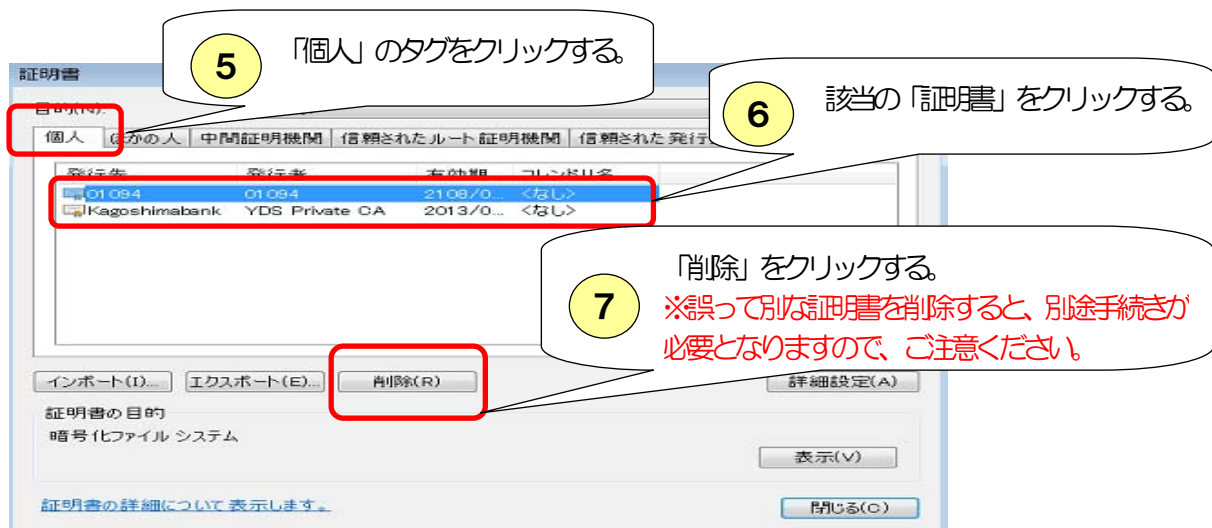 5
「個人」のタグをクリックする。
証明書
目的(N):
6
該当の「証明書」をクリックする。
個人 ほかの人 中間証明機関 信頼されたルート証明機関 信頼された発行
発行先 発行者 有効期 フレンドリ名
01094 01094 2108/0... <なし>
Kagoshimabank YDS Private CA 2013/0... <なし>
7
「削除」をクリックする。
※誤って別な証明書を削除すると、別途手続きが
必要となりますので、ご注意ください。
インポート(I)... エクスポート(E)... 削除(R) 詳細設定(A)
証明書の目的
暗号化ファイル システム
表示(V)
証明書の詳細について表示します。
閉じる(C)